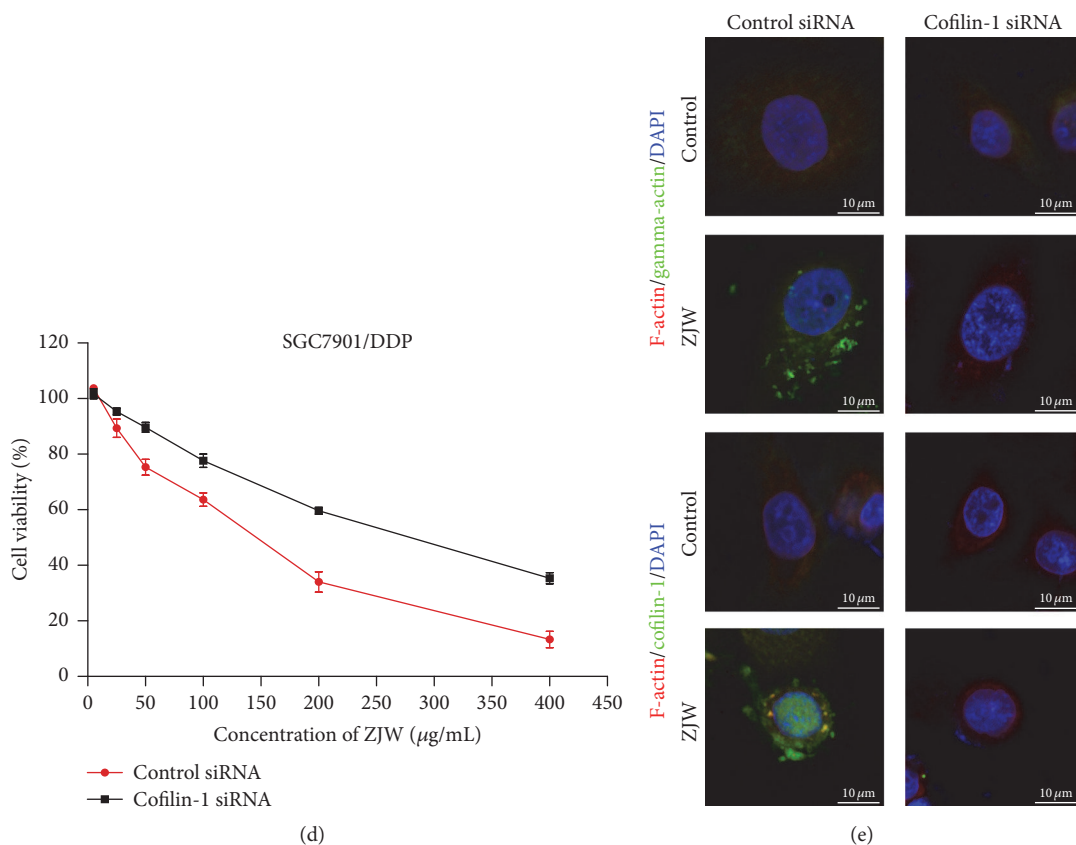 SGC7901/DDP
Cell viability (%)
120
100
80
60
40
20
0
0 50 100 150 200 250 300 350 400 450
Concentration of ZJW (μg/mL)
Control siRNA
Cofilin-1 siRNA
(d)
Control siRNA Cofilin-1 siRNA
F-actin/gamma-actin/DAPI
Control
10 μm 10 μm
ZJW
10 μm 10 μm
F-actin/cofilin-1/DAPI
Control
10 μm 10 μm
ZJW
10 μm 10 μm
(e)